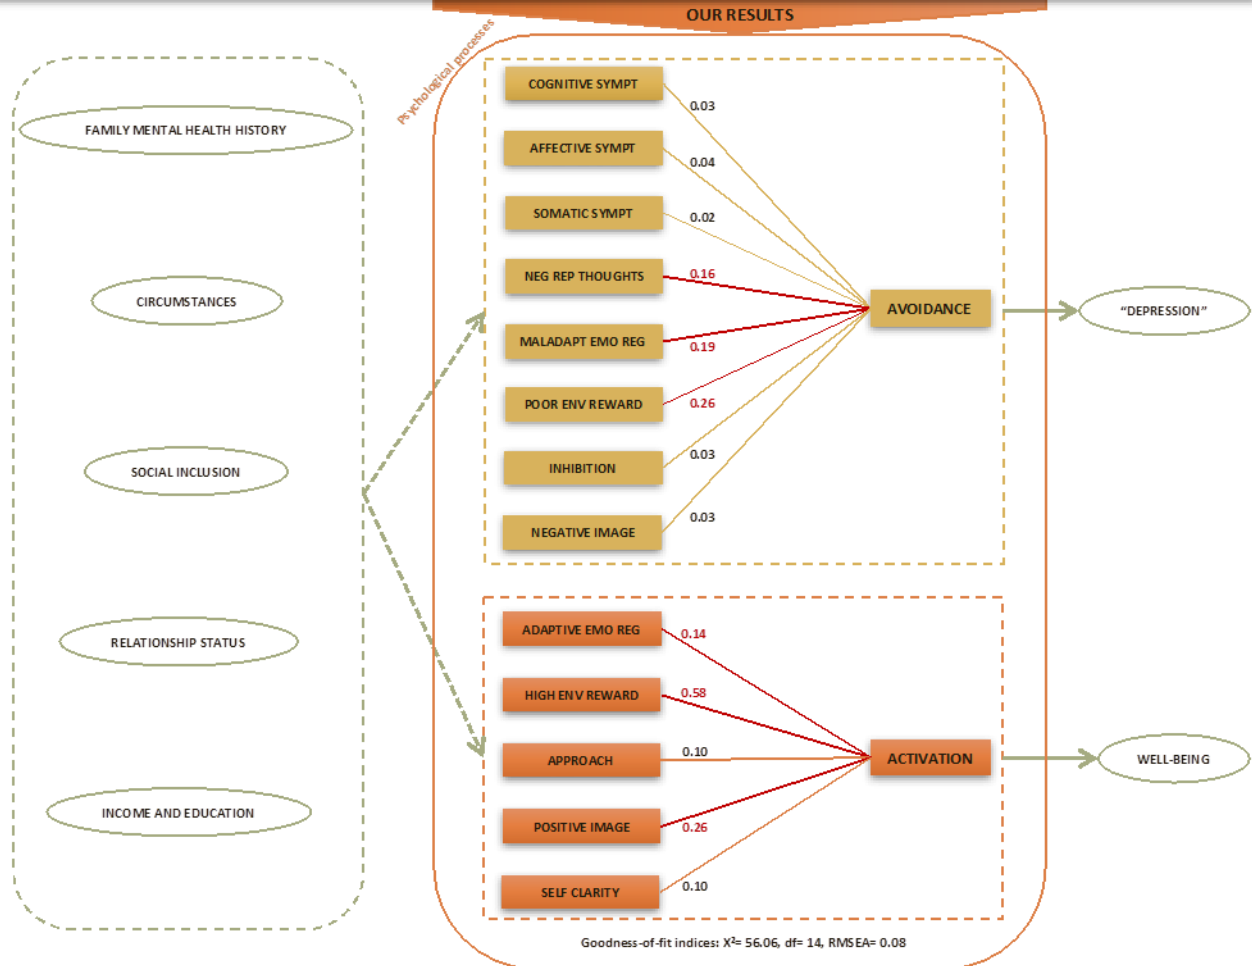 OUR RESULTS
Psychological processes
FAMILY MENTAL HEALTH HISTORY
CIRCUMSTANCES
SOCIAL INCLUSION
RELATIONSHIP STATUS
INCOME AND EDUCATION
COGNITIVE SYMPT
0.03
AFFECTIVE SYMPT
0.04
SOMATIC SYMPT
0.02
NEG REP THOUGHTS
0.16
MALADAPT EMO REG
0.19
POOR ENV REWARD
0.26
INHIBITION
0.03
NEGATIVE IMAGE
0.03
AVOIDANCE
“DEPRESSION”
ADAPTIVE EMO REG
0.14
HIGH ENV REWARD
0.58
APPROACH
0.10
POSITIVE IMAGE
0.26
SELF CLARITY
0.10
ACTIVATION
WELL-BEING
Goodness-of-fit indices: X²= 56.06, df= 14, RMSEA= 0.08